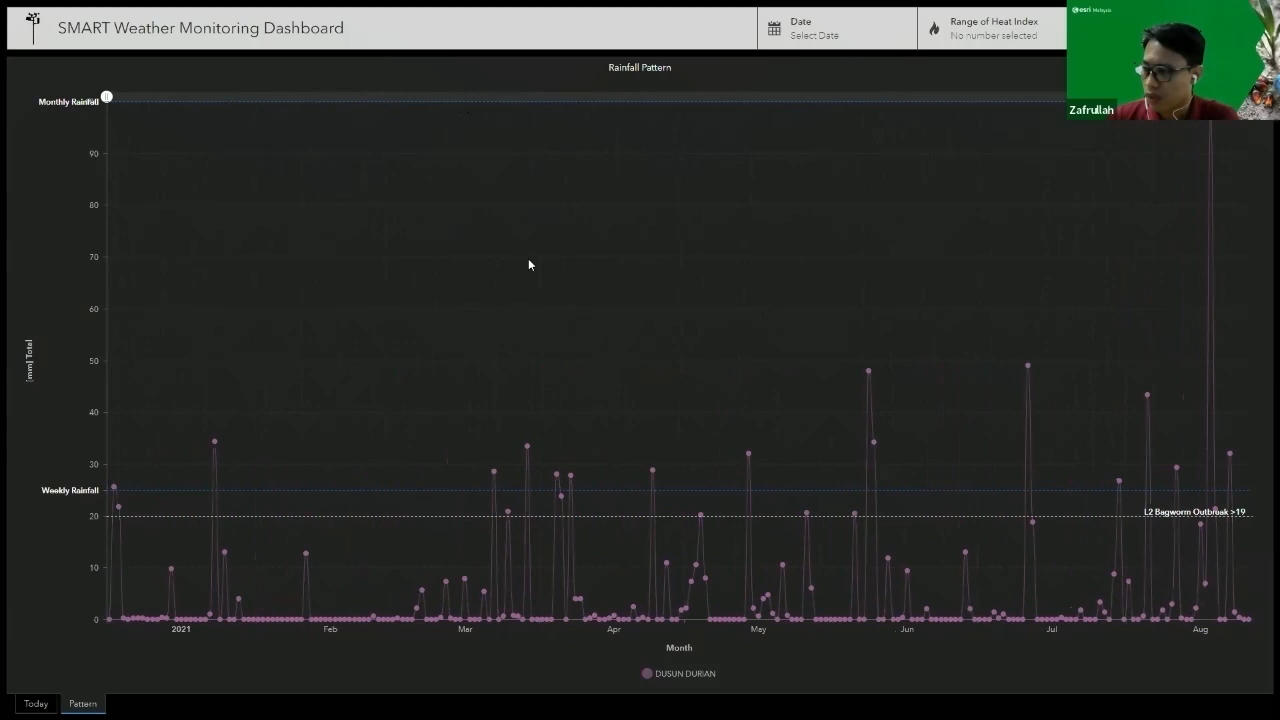 SMART Weather Monitoring Dashboard
Date
Select Date
Range of Heat Index
No number selected
esri Malaysia
Zafrullah
Rainfall Pattern
Monthly Rainfall
90
80
70
60
50
40
30
Weekly Rainfall
20
10
0
[mm] Total
L2 Bagworm Outbreak >19
2021
Feb
Mar
Apr
May
Jun
Jul
Aug
Month
DUSUN DURIAN
Today
Pattern